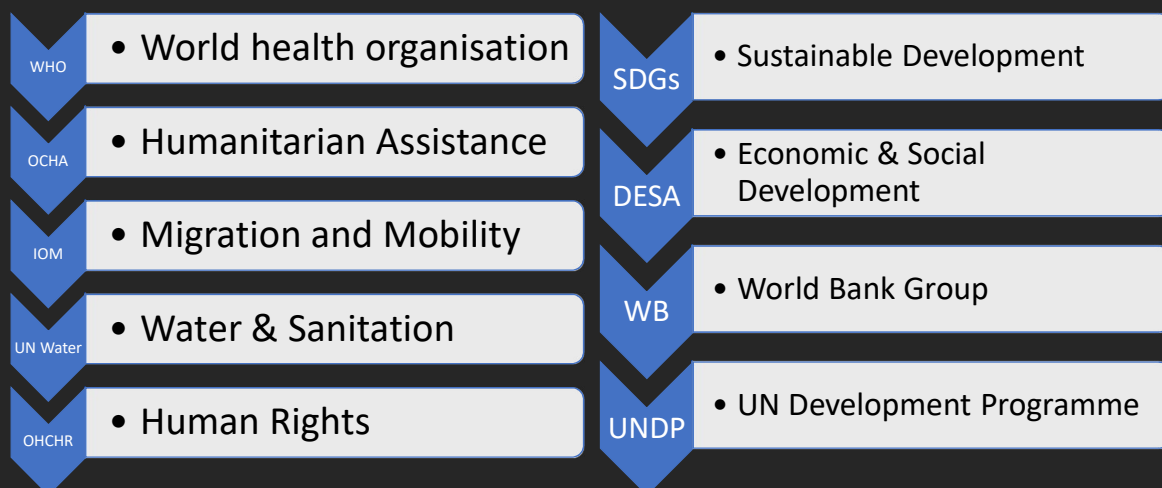 WHO
• World health organisation
OCHA
• Humanitarian Assistance
IOM
• Migration and Mobility
UN Water
• Water & Sanitation
OHCHR
• Human Rights
SDGs
• Sustainable Development
DESA
• Economic & Social
Development
WB
• World Bank Group
UNDP
• UN Development Programme